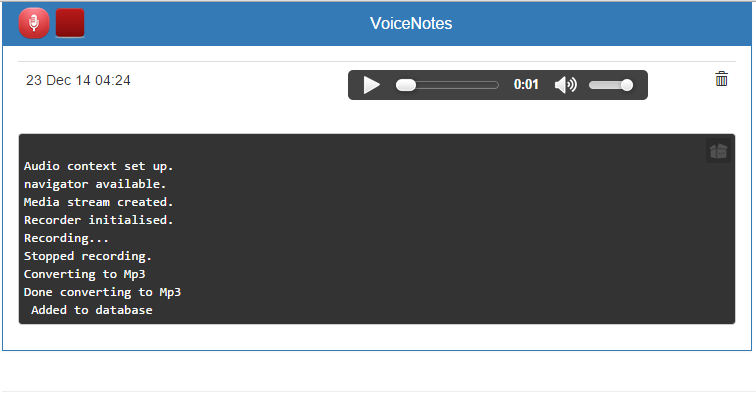 VoiceNotes
23 Dec 14 04:24
0:01
Audio context set up.
navigator available.
Media stream created.
Recorder initialised.
Recording...
Stopped recording.
Converting to Mp3
Done converting to Mp3
Added to database